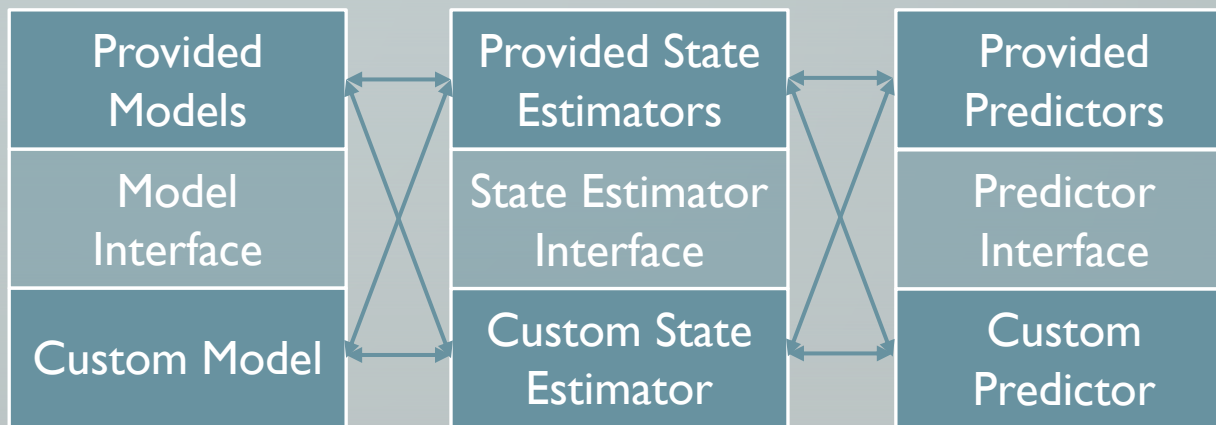 Provided
Models
Model
Interface
Custom Model
Provided State
Estimators
State Estimator
Interface
Custom State
Estimator
Provided
Predictors
Predictor
Interface
Custom
Predictor